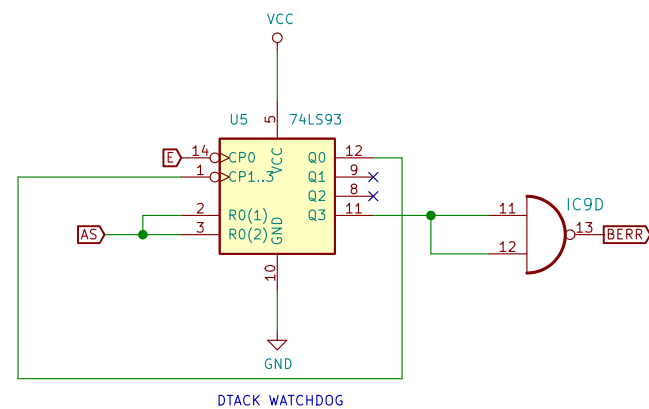 VCC
U5
74LS93
5
E
14
CP0
VCC
Q0
12
1
CP1..3
Q1
9
Q2
8
AS
2
R0(1)
Q3
11
3
R0(2)
GND
10
11
12
IC9D
13
BERR
GND
DTACK WATCHDOG